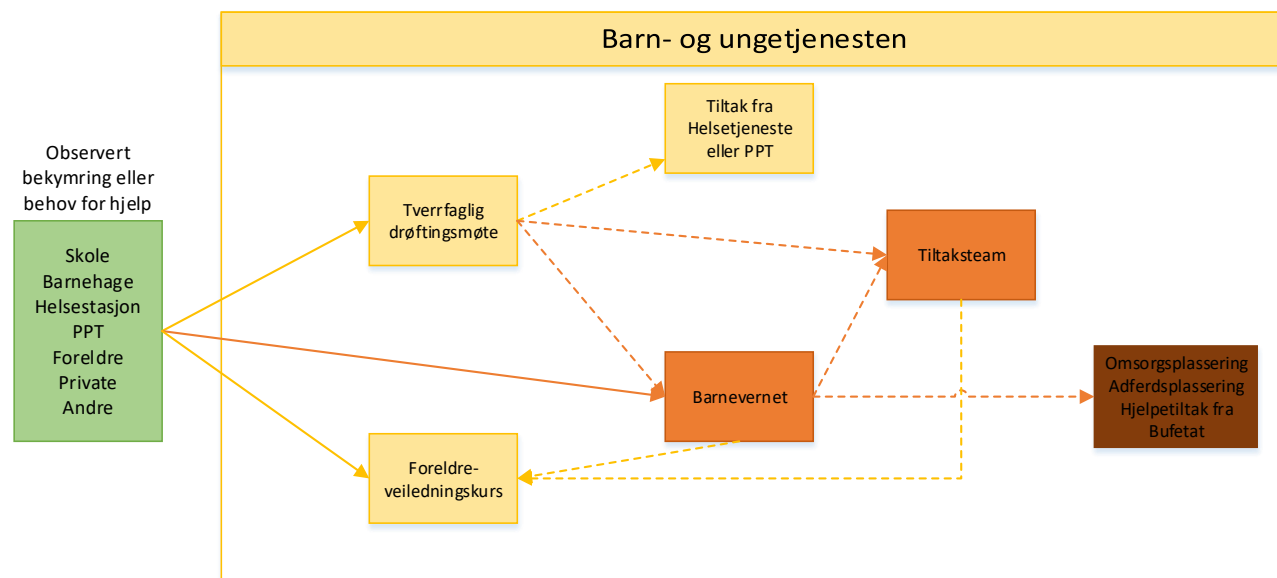 Barn- og ungetjenesten
Observert
bekymring eller
behov for hjelp
Skole
Barnehage
Helsestasjon
PPT
Foreldre
Private
Andre
Tverrfaglig
drøftingsmøte
Foreldre-
veiledningskurs
Tiltak fra
Helsetjeneste
eller PPT
Barnevernet
Tiltaksteam
Omsorgsplassering
Adferdsplassering
Hjelpetiltak fra
Bufetat